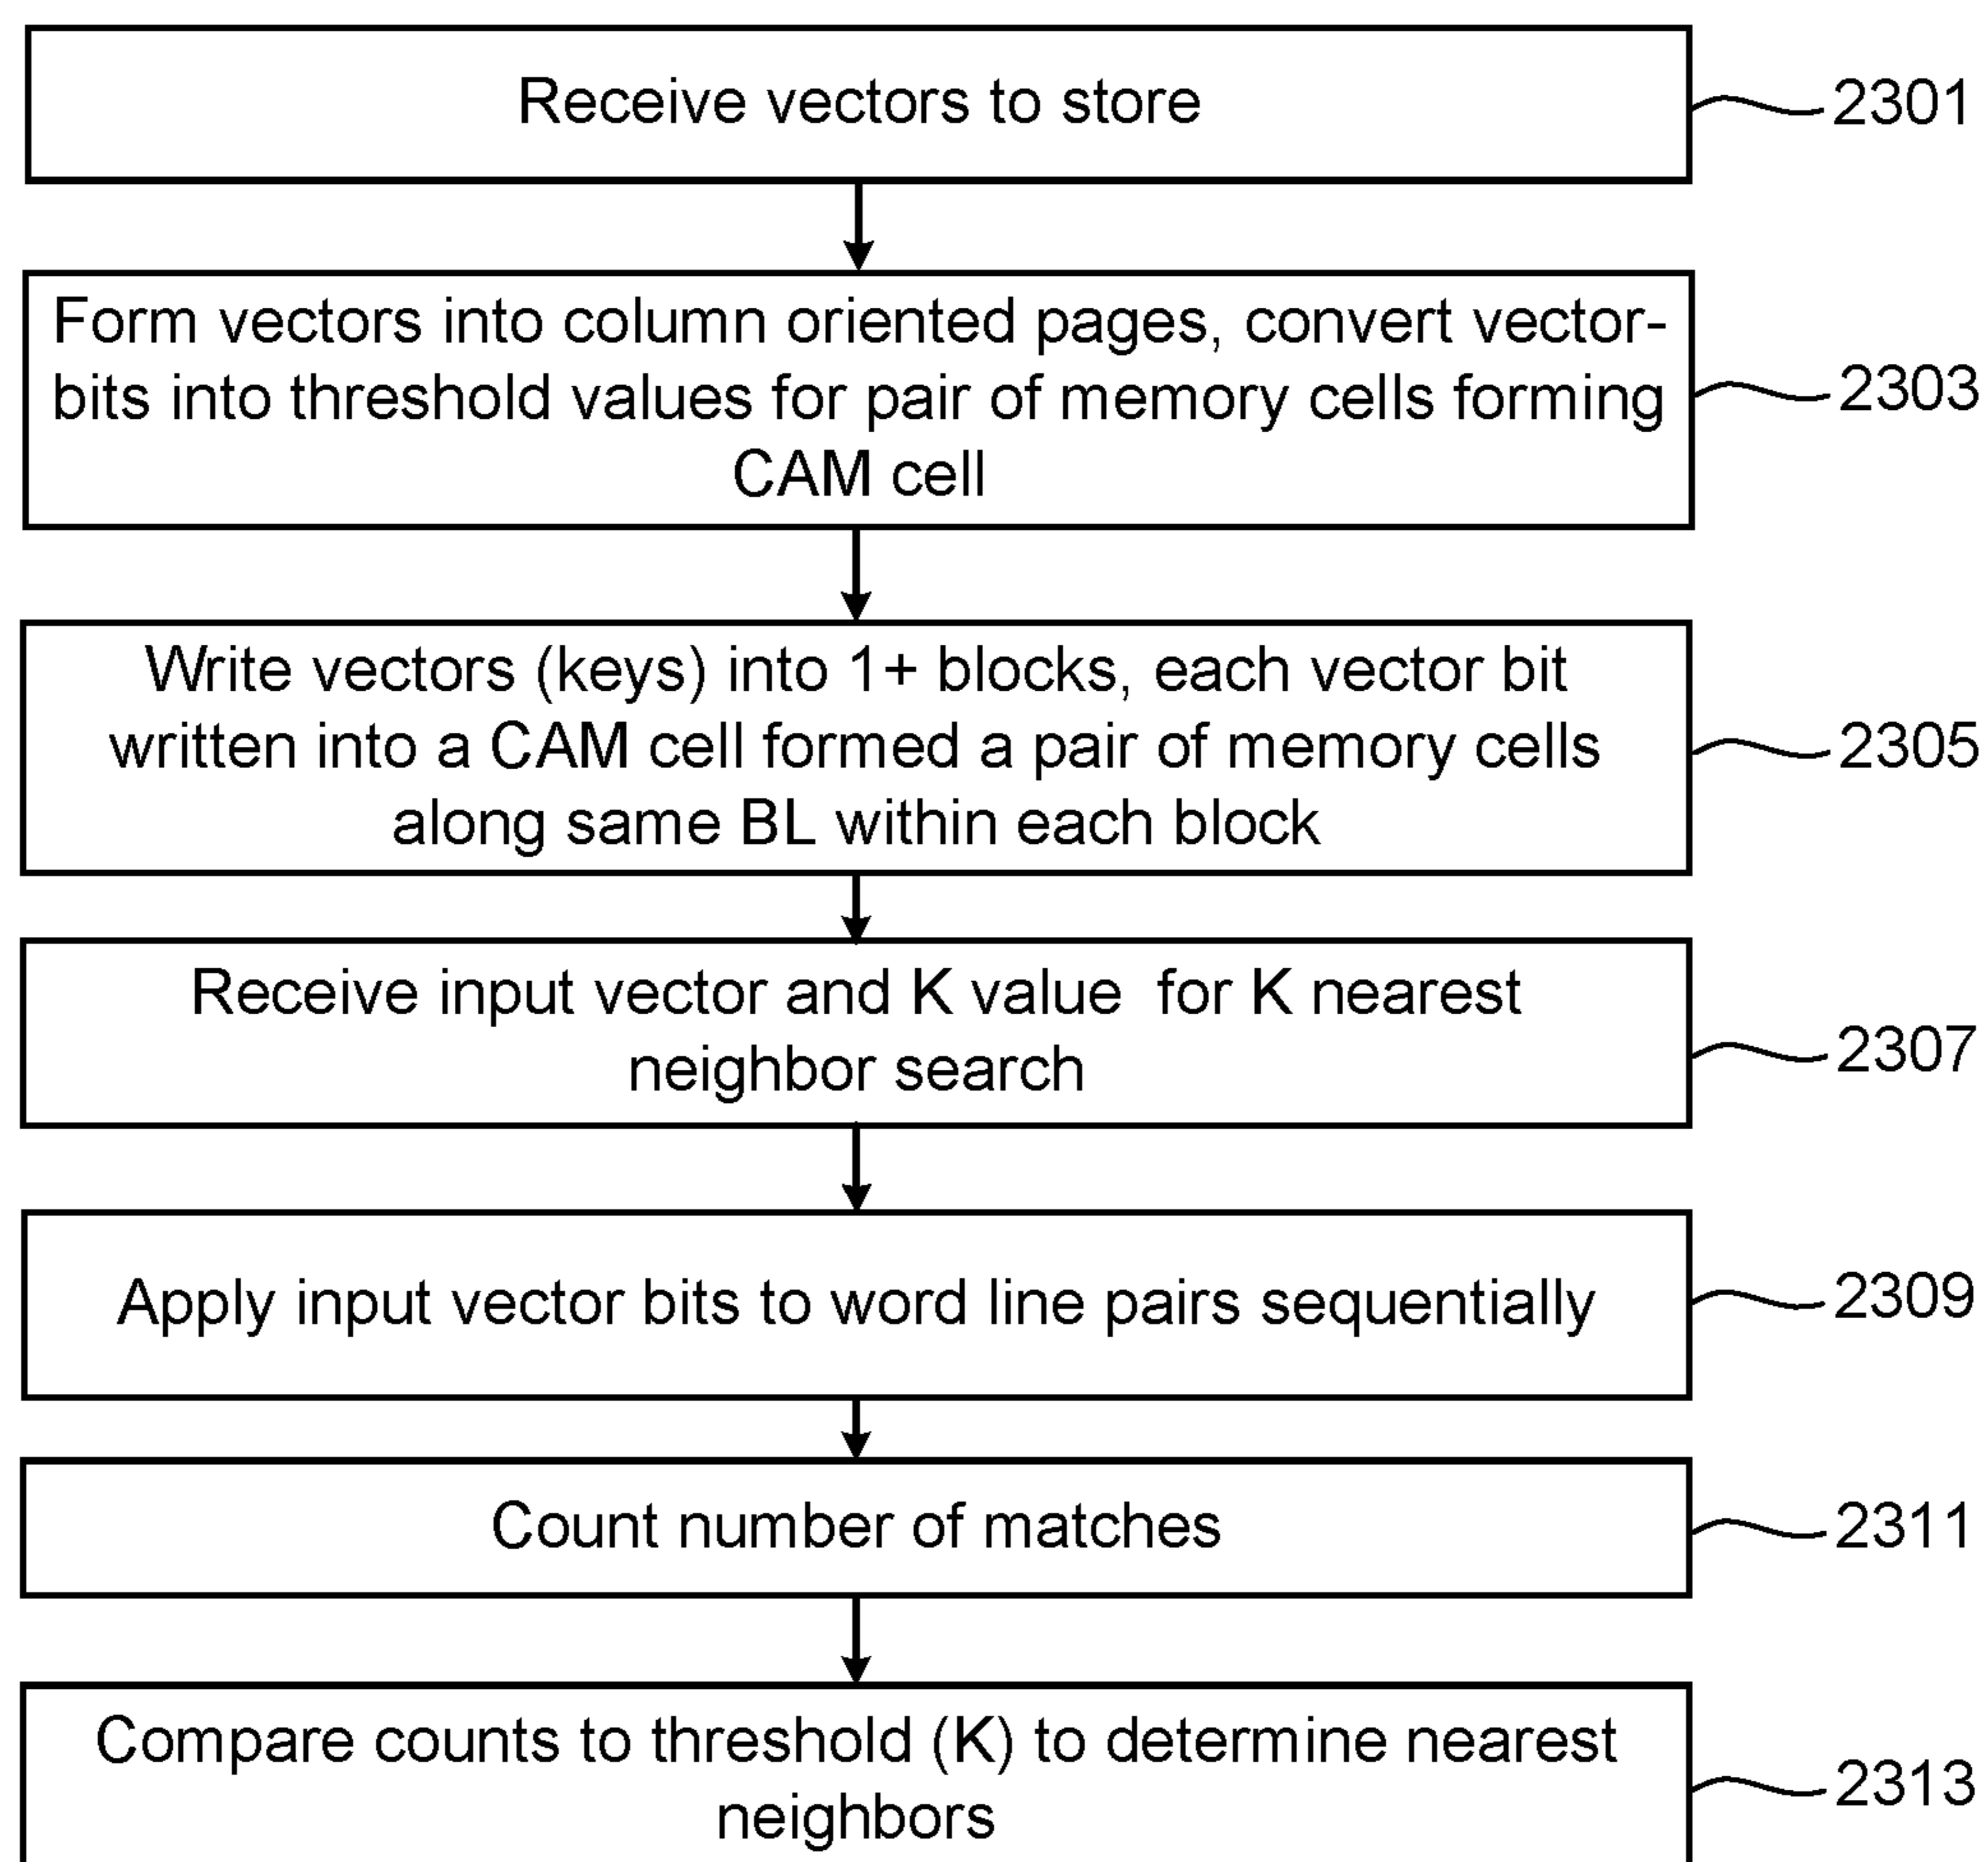 Receive vectors to store
2301
Form vectors into column oriented pages, convert vector-
bits into threshold values for pair of memory cells forming
CAM cell
2303
Write vectors (keys) into 1+ blocks, each vector bit
written into a CAM cell formed a pair of memory cells
along same BL within each block
2305
Receive input vector and K value for K nearest
neighbor search
2307
Apply input vector bits to word line pairs sequentially
2309
Count number of matches
2311
Compare counts to threshold (K) to determine nearest
neighbors
2313